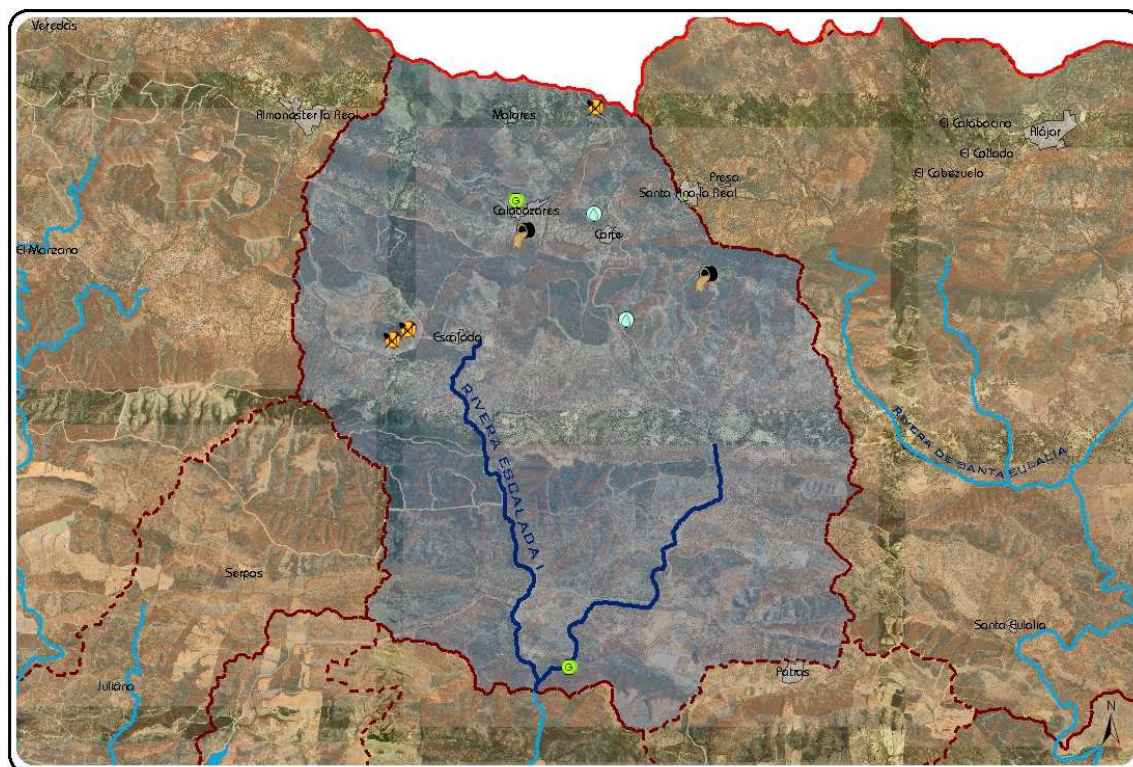 Veredas
Almonaster la Real
Molares
El Calabacino
Alájar
El Collado
El Cabezuelo
Presa
Santa Ana la Real
G
Calabazares
Corte
El Manzano
Escalada
RIVERA ESCALADA I
RIVERA DE SANTA EULALIA
Serpos
Santa Eulalia
G
Patras
Juliana
N